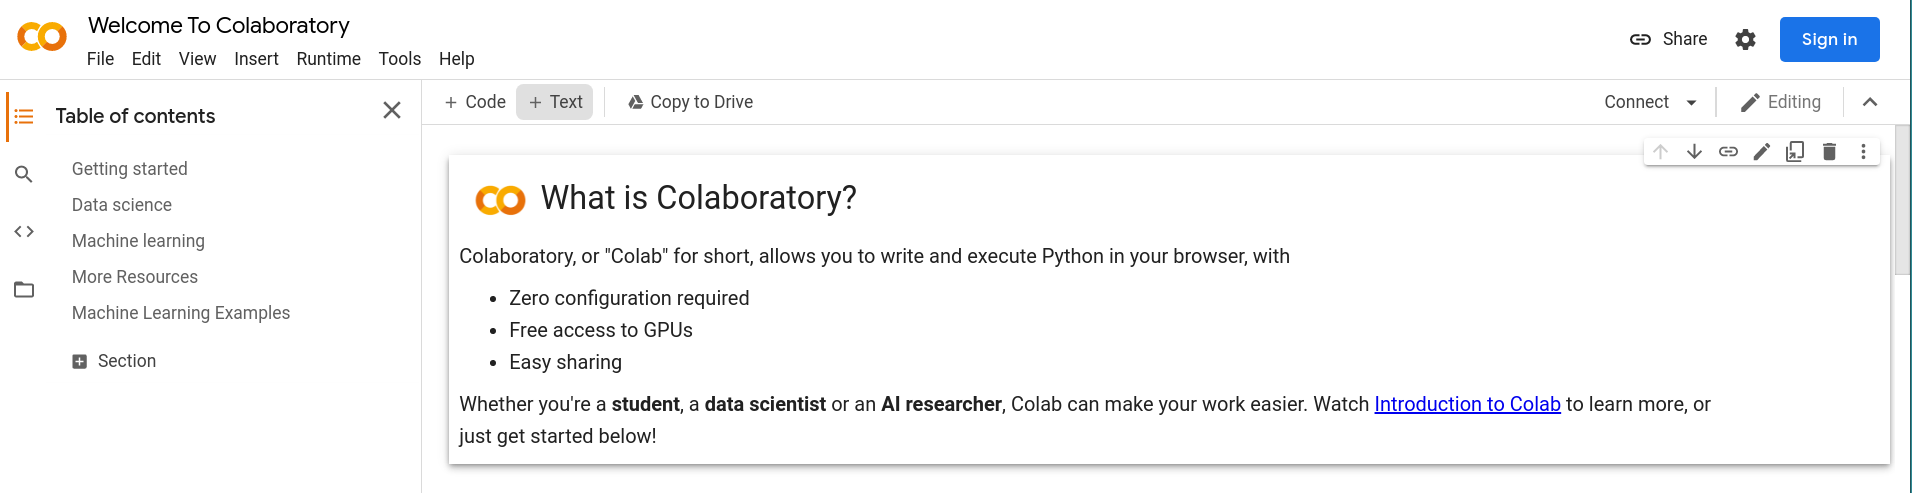 Welcome To Colaboratory
File Edit View Insert Runtime Tools Help
Share
Sign in
Table of contents
Getting started
Data science
Machine learning
More Resources
Machine Learning Examples
Section
+ Code + Text Copy to Drive
Connect
Editing
What is Colaboratory?
Colaboratory, or "Colab" for short, allows you to write and execute Python in your browser, with
• Zero configuration required
• Free access to GPUs
• Easy sharing
Whether you're a student, a data scientist or an AI researcher, Colab can make your work easier. Watch Introduction to Colab to learn more, or
just get started below!